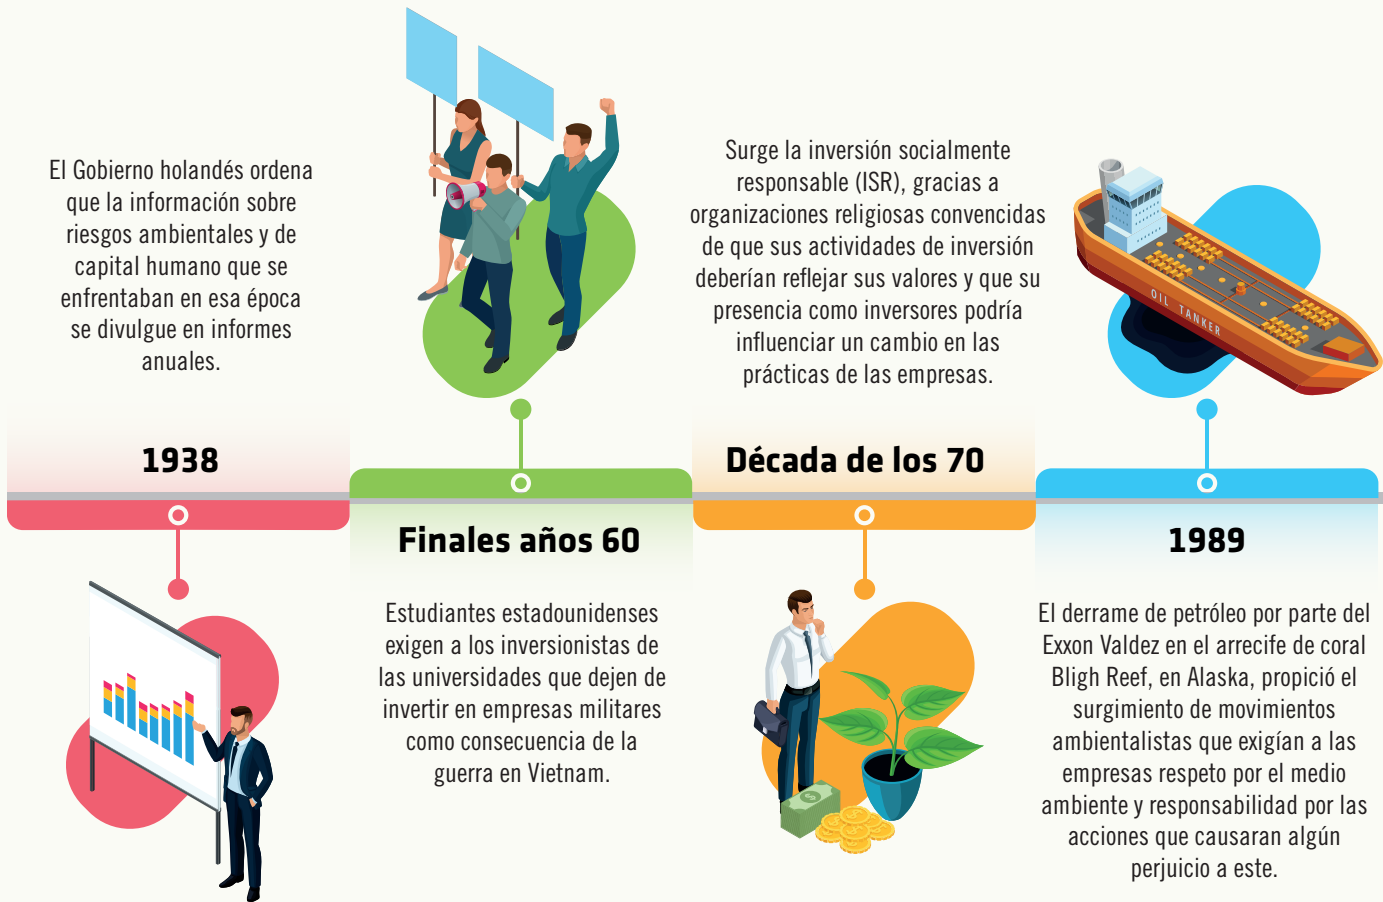 El Gobierno holandés ordena
que la información sobre
riesgos ambientales y de
capital humano que se
enfrentaban en esa época
se divulgue en informes
anuales.
1938
Finales años 60
Estudiantes estadounidenses
exigen a los inversionistas de
las universidades que dejen de
invertir en empresas militares
como consecuencia de la
guerra en Vietnam.
Surge la inversión socialmente
responsable (ISR), gracias a
organizaciones religiosas convencidas
de que sus actividades de inversión
deberían reflejar sus valores y que su
presencia como inversores podría
influenciar un cambio en las
prácticas de las empresas.
Década de los 70
OIL TANKER
1989
El derrame de petróleo por parte del
Exxon Valdez en el arrecife de coral
Bligh Reef, en Alaska, propició el
surgimiento de movimientos
ambientalistas que exigían a las
empresas respeto por el medio
ambiente y responsabilidad por las
acciones que causaran algún
perjuicio a este.